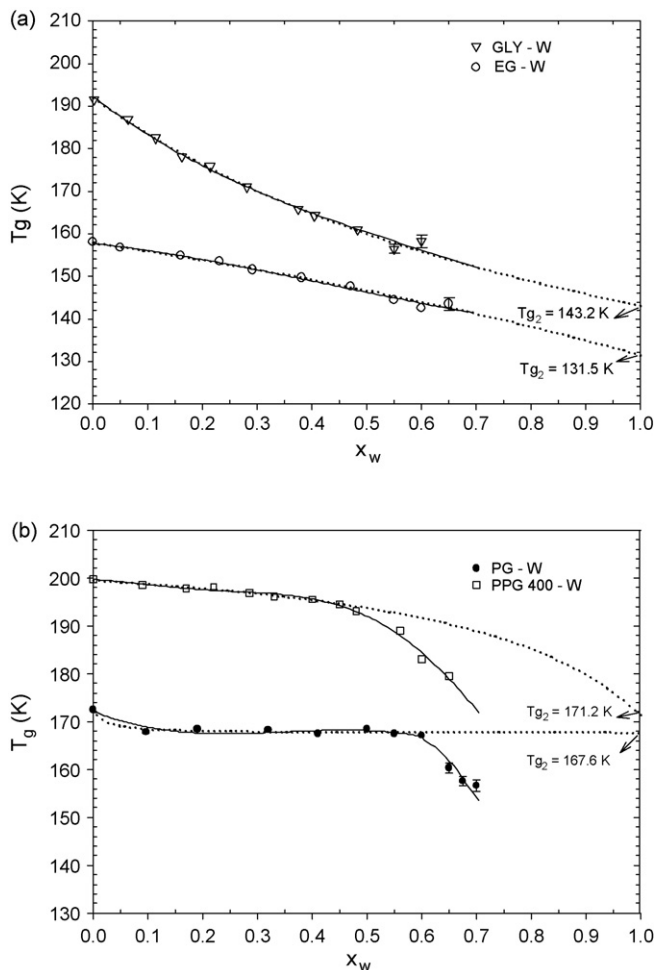 (a)
210
200
190
180
170
160
150
140
130
120
Tg (K)
GLY - W
EG - W
Tg2 = 143.2 K
Tg2 = 131.5 K
0.0 0.1 0.2 0.3 0.4 0.5 0.6 0.7 0.8 0.9 1.0
xw
(b)
210
200
190
180
170
160
150
140
130
Tg (K)
PG - W
PPG 400 - W
Tg2 = 171.2 K
Tg2 = 167.6 K
0.0 0.1 0.2 0.3 0.4 0.5 0.6 0.7 0.8 0.9 1.0
xw